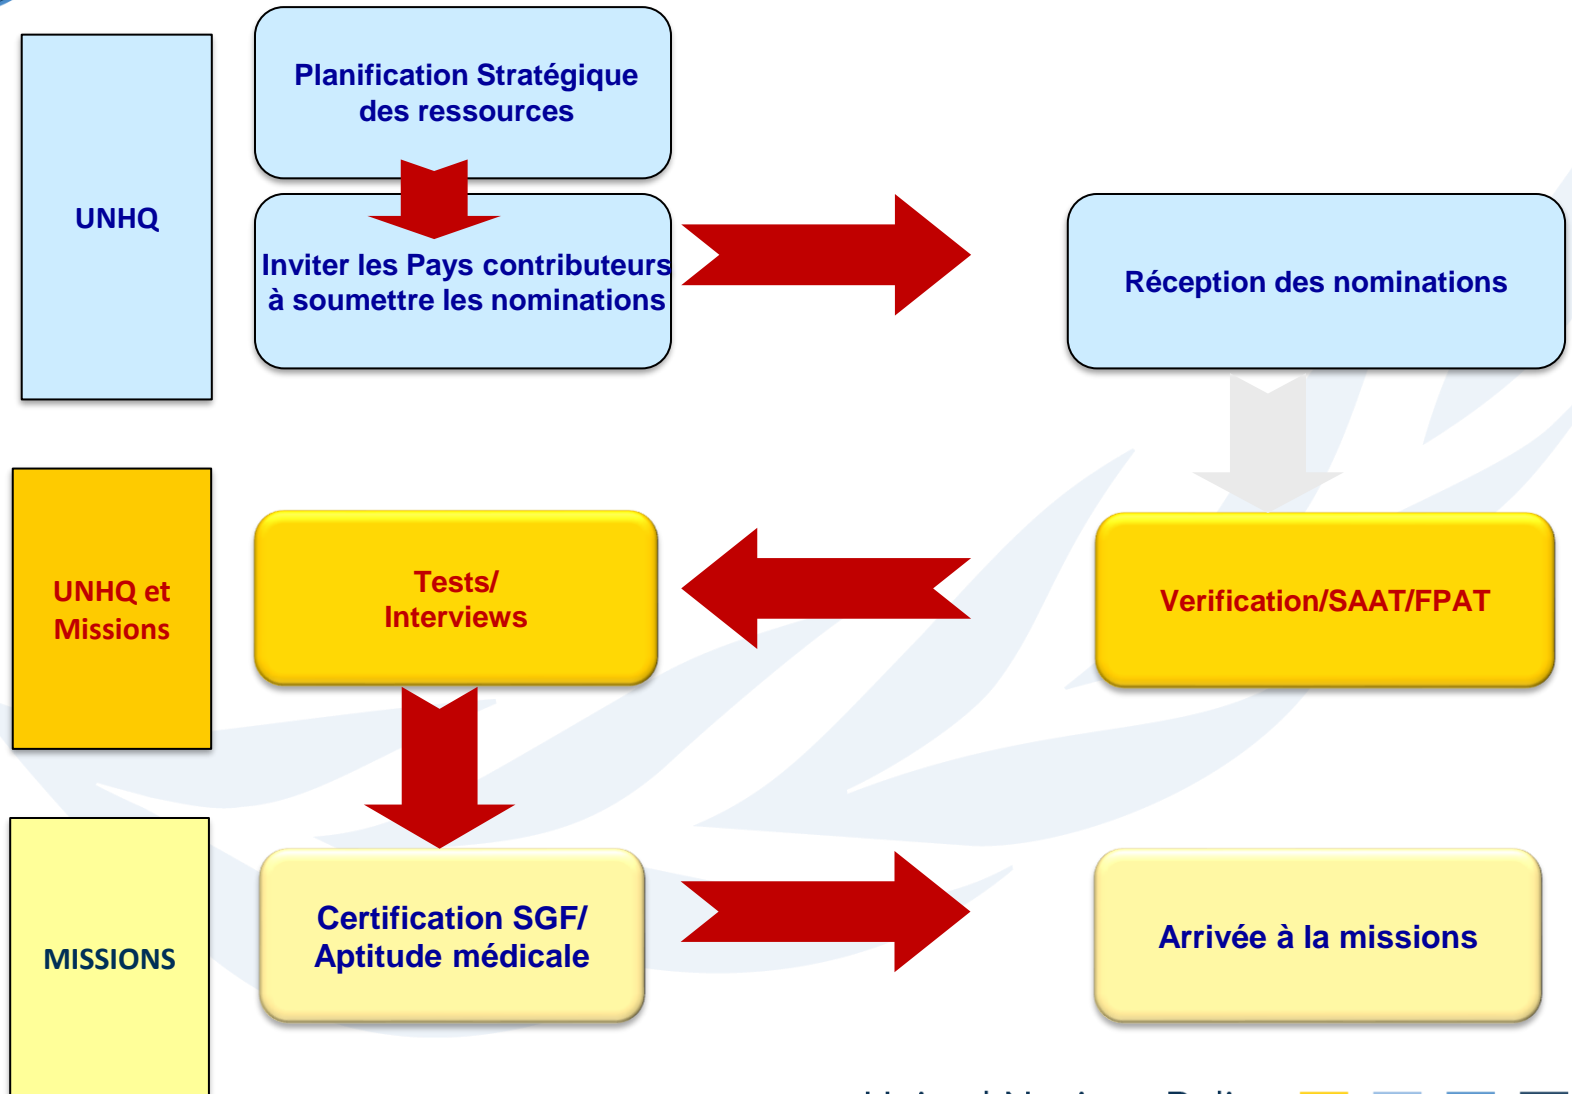 UNHQ
Planification Stratégique
des ressources
Inviter les Pays contributeurs
à soumettre les nominations
Réception des nominations
UNHQ et
Missions
Tests/
Interviews
Verification/SAAT/FPAT
MISSIONS
Certification SGF/
Aptitude médicale
Arrivée à la missions